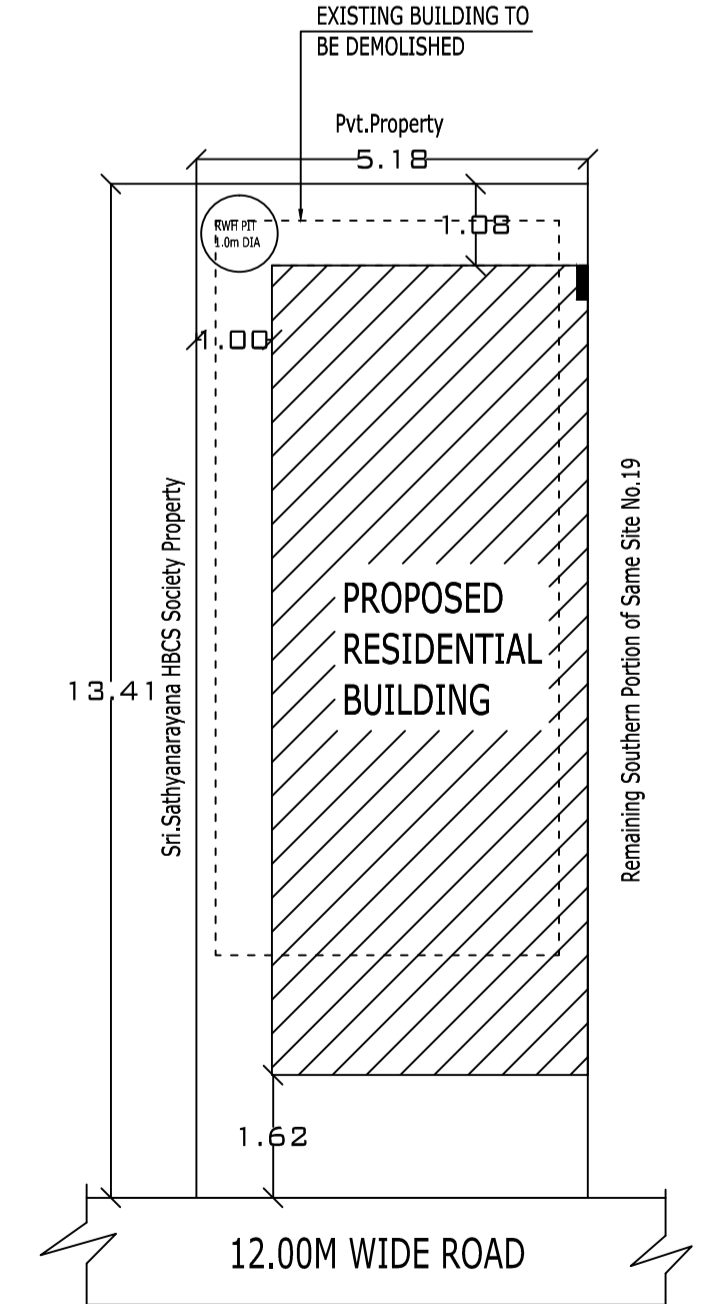 EXISTING BUILDING TO
BE DEMOLISHED
Pvt.Property
5.18
1.08
RWH PIT
1.0m DIA
1.00
Sri.Sathyanarayana HBCS Society Property
Remaining Southern Portion of Same Site No.19
PROPOSED
RESIDENTIAL
BUILDING
13.41
1.62
12.00M WIDE ROAD